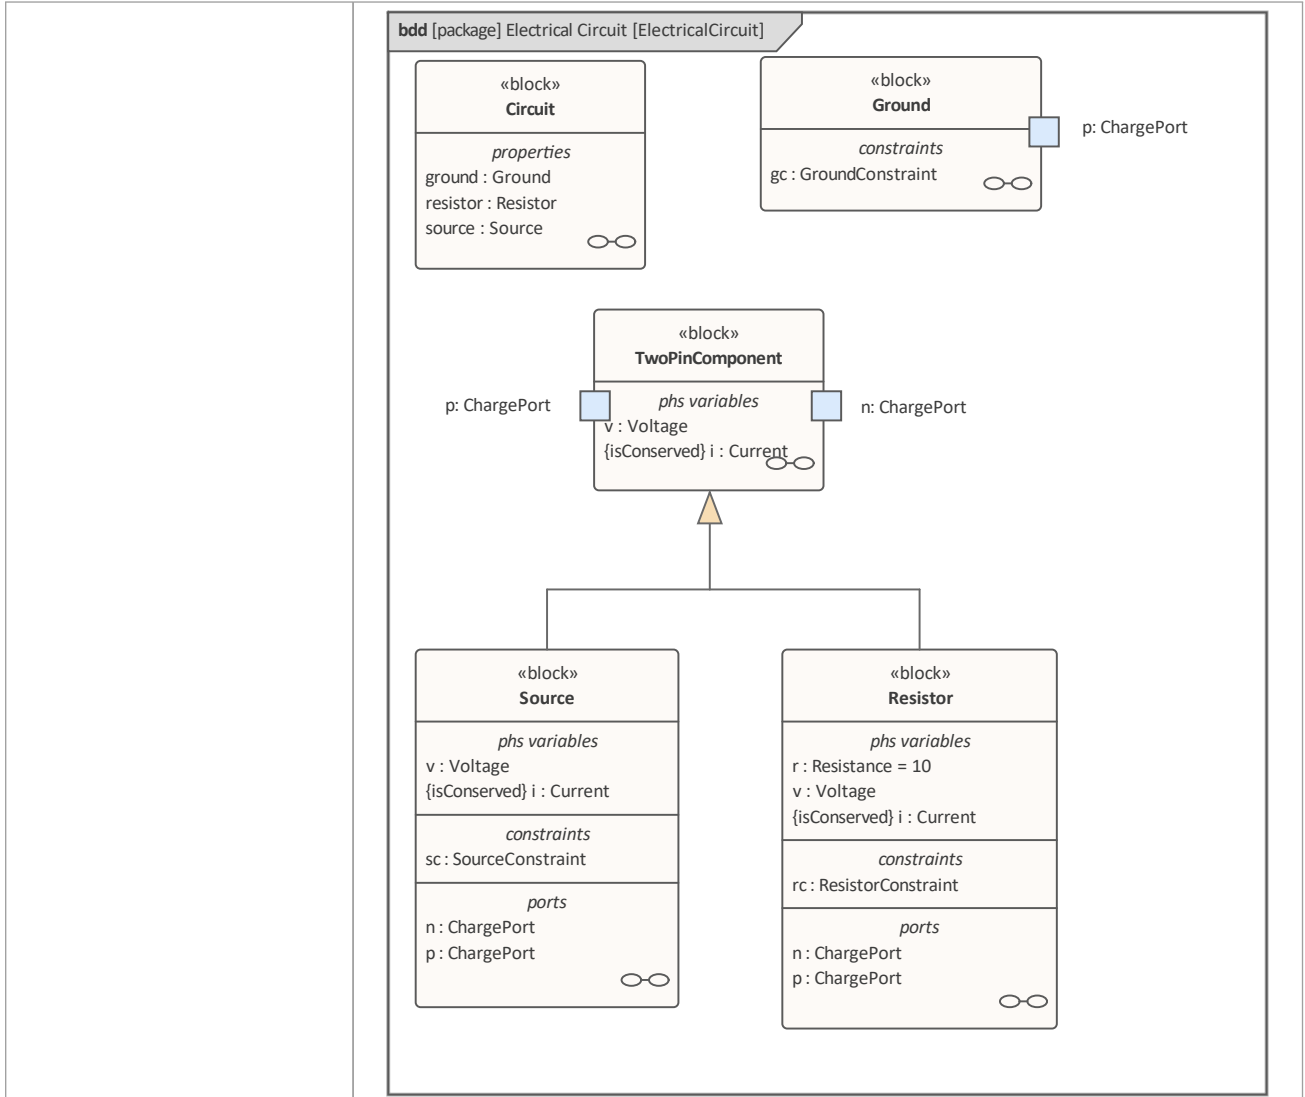 bdd [package] Electrical Circuit [ElectricalCircuit]
«block»
Circuit
properties
ground : Ground
resistor : Resistor
source : Source
«block»
Ground
constraints
gc : GroundConstraint
p: ChargePort
«block»
TwoPinComponent
phs variables
v : Voltage
{isConserved} i : Current
p: ChargePort
n: ChargePort
«block»
Source
phs variables
v : Voltage
{isConserved} i : Current
constraints
sc : SourceConstraint
ports
n : ChargePort
p : ChargePort
«block»
Resistor
phs variables
r : Resistance = 10
v : Voltage
{isConserved} i : Current
constraints
rc : ResistorConstraint
ports
n : ChargePort
p : ChargePort